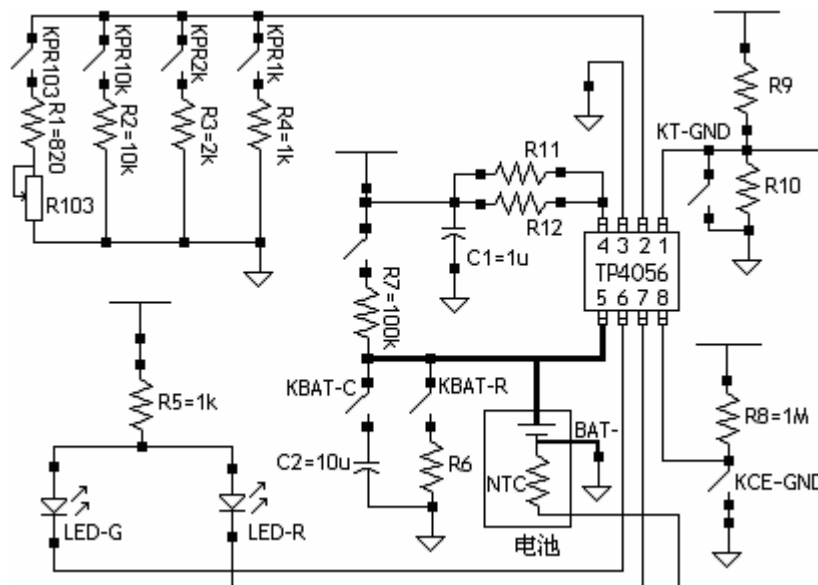 KPR103
R1=820
R103
KPR10k
R2=10k
KPR2k
R3=2k
KPR1k
R4=1k
R11
R12
C1=1u
R7=100k
KT-GND
R9
R10
4 3 2 1
TP4056
5 6 7 8
R5=1k
LED-G
LED-R
KBAT-C
KBAT-R
C2=10u
R6
BAT-
NTC
电池
R8=1M
KCE-GND